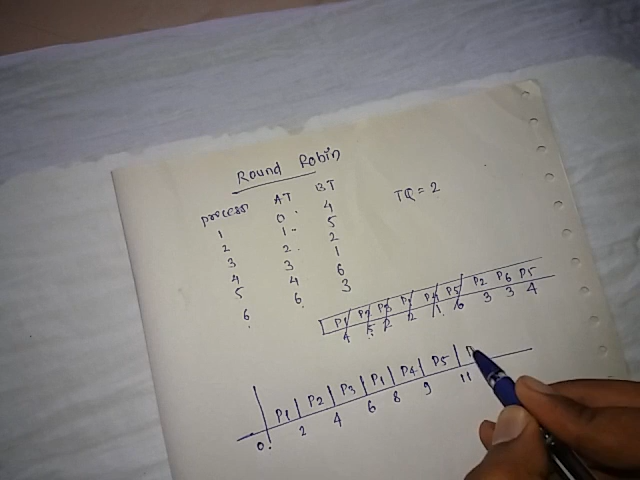 Round Robin
process AT BT
TQ = 2
1 0 4
2 1 5
3 2 2
4 3 1
5 4 6
6 6 3
P1 P2 P3 P1 P4 P5 P2 P6 P5
4 5 2 2 1 6 3 3 4
P1 P2 P3 P1 P4 P5 P
0 2 4 6 8 9 11